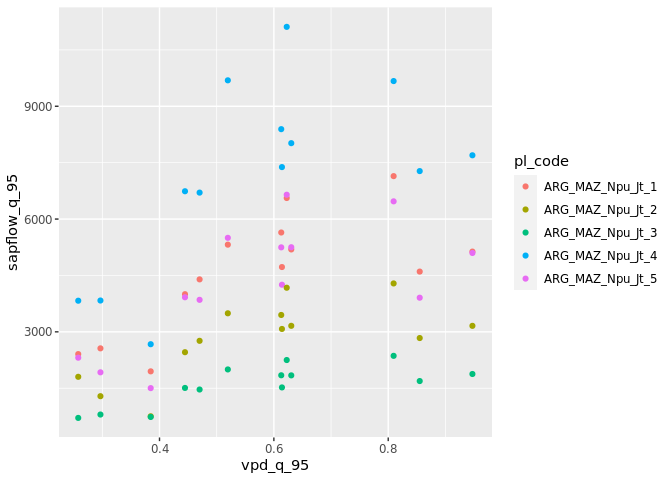 9000
6000
3000
sapflow_q_95
0.4
0.6
0.8
vpd_q_95
pl_code
ARG_MAZ_Npu_Jt_1
ARG_MAZ_Npu_Jt_2
ARG_MAZ_Npu_Jt_3
ARG_MAZ_Npu_Jt_4
ARG_MAZ_Npu_Jt_5